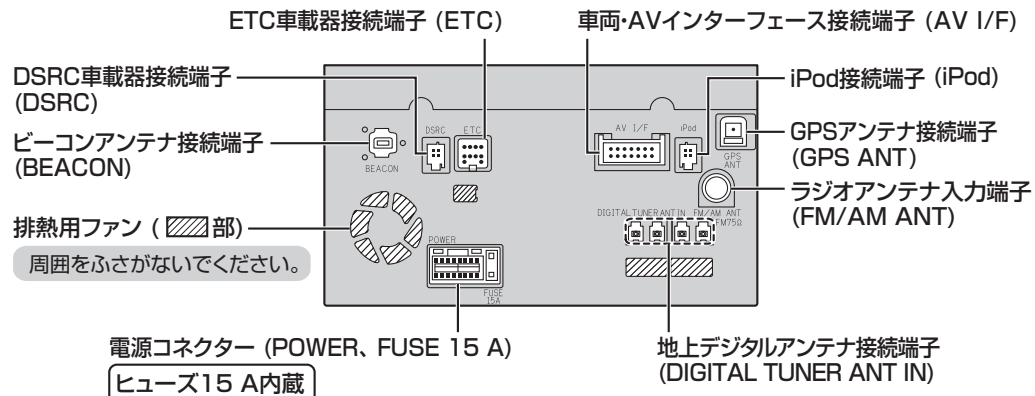 ETC車載器接続端子 (ETC)
車両・AVインターフェース接続端子 (AV I/F)
DSRC車載器接続端子
(DSRC)
iPod接続端子 (iPod)
ビーコンアンテナ接続端子
(BEACON)
GPSアンテナ接続端子
(GPS ANT)
ラジオアンテナ入力端子
(FM/AM ANT)
排熱用ファン ( 部)
周囲をふさがないでください。
DSRC
ETC
AV I/F
iPod
BEACON
GPS
ANT
DIGITAL TUNER ANT IN
FM/AM ANT
FM75Ω
POWER
FUSE
15A
電源コネクター (POWER、FUSE 15 A)
ヒューズ15 A内蔵
地上デジタルアンテナ接続端子
(DIGITAL TUNER ANT IN)